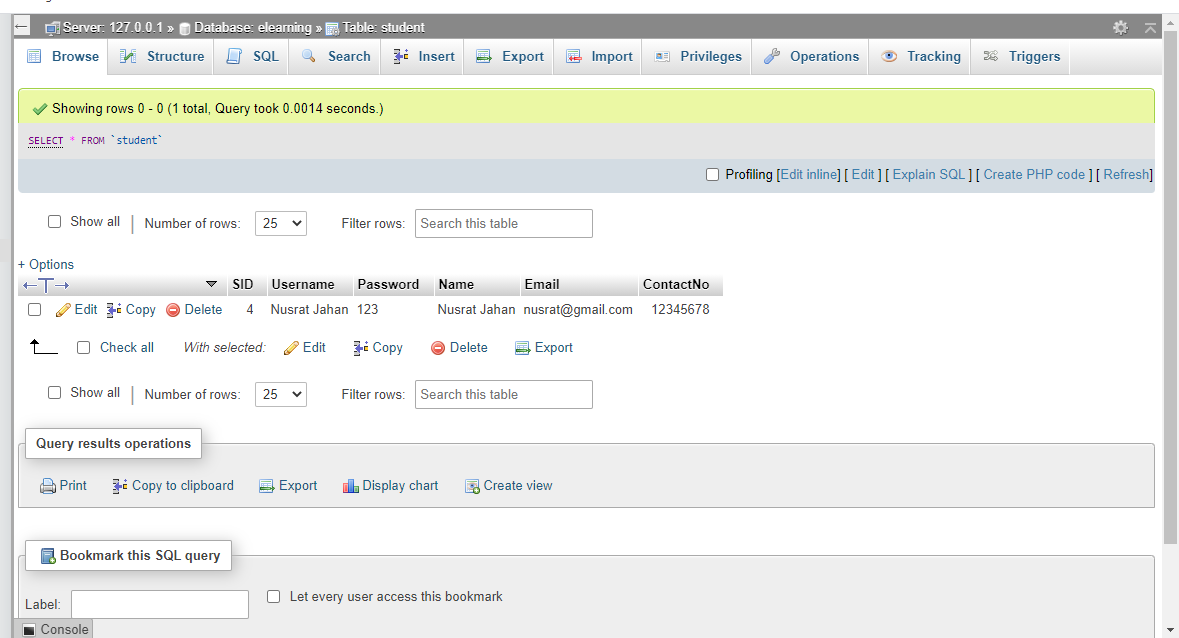 Server: 127.0.0.1 » Database: elearning » Table: student
Browse Structure SQL Search Insert Export Import Privileges Operations Tracking Triggers
Showing rows 0 - 0 (1 total, Query took 0.0014 seconds.)
SELECT * FROM `student`
Profiling [Edit inline] [ Edit ] [ Explain SQL ] [ Create PHP code ] [ Refresh]
Show all | Number of rows: 25 Filter rows: Search this table
+ Options
←T→ SID Username Password Name Email ContactNo
Edit Copy Delete 4 Nusrat Jahan 123 Nusrat Jahan nusrat@gmail.com 12345678
Check all With selected: Edit Copy Delete Export
Show all | Number of rows: 25 Filter rows: Search this table
Query results operations
Print Copy to clipboard Export Display chart Create view
Bookmark this SQL query
Label: Let every user access this bookmark
Console